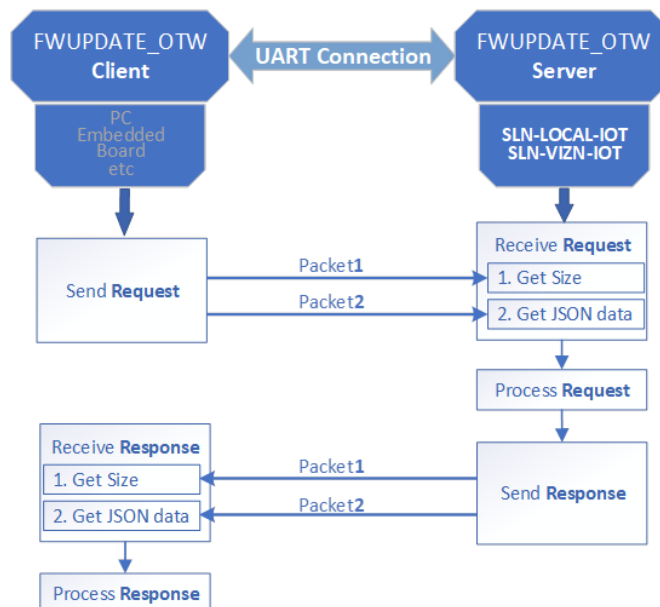 FWUPDATE_OTW
Client
UART Connection
FWUPDATE_OTW
Server
PC
Embedded
Board
etc
SLN-LOCAL-IOT
SLN-VIZN-IOT
Send Request
Packet1
Packet2
Receive Request
1. Get Size
2. Get JSON data
Process Request
Receive Response
1. Get Size
2. Get JSON data
Packet1
Packet2
Send Response
Process Response